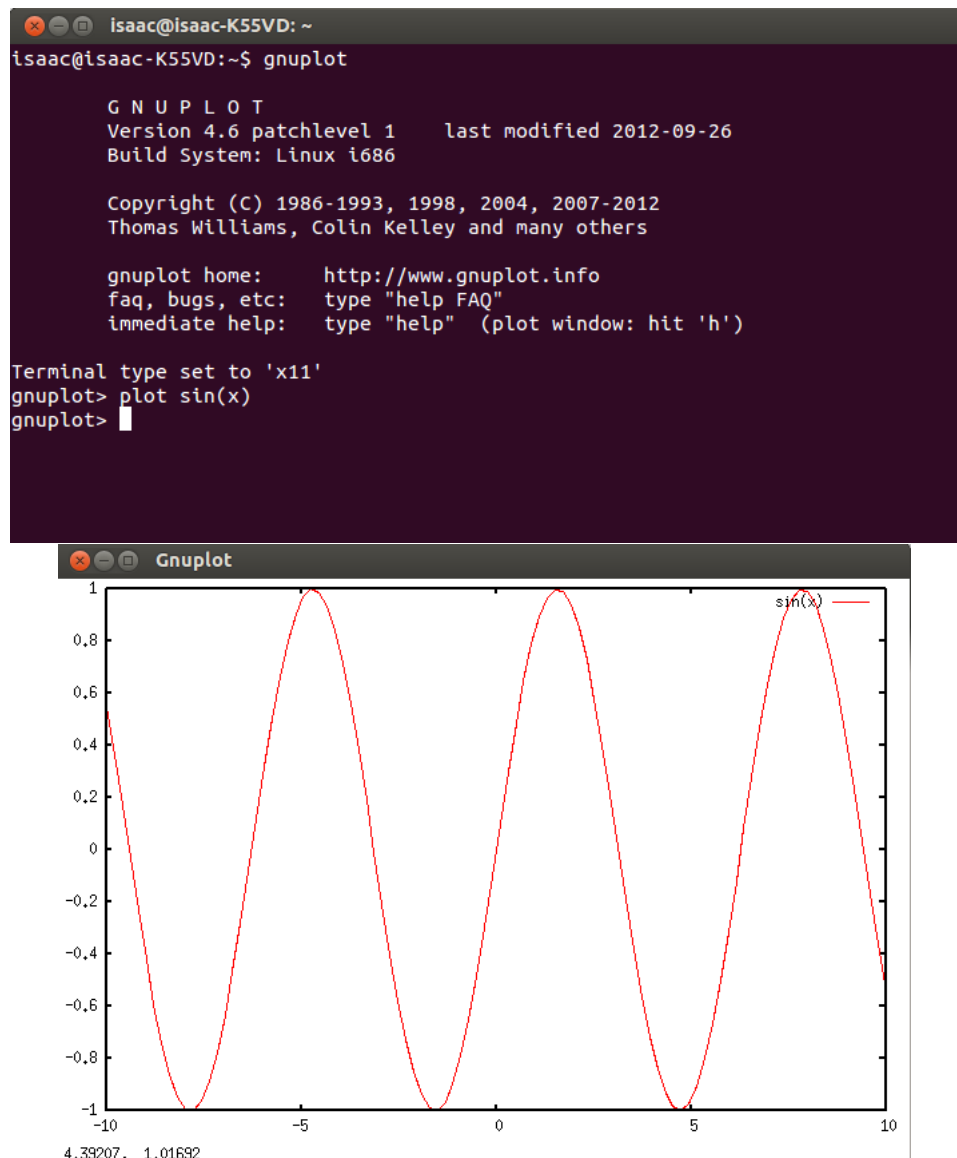 isaac@isaac-K55VD: ~
isaac@isaac-K55VD:~$ gnuplot
G N U P L O T
Version 4.6 patchlevel 1    last modified 2012-09-26
Build System: Linux i686
Copyright (C) 1986-1993, 1998, 2004, 2007-2012
Thomas Williams, Colin Kelley and many others
gnuplot home:     http://www.gnuplot.info
faq, bugs, etc:   type "help FAQ"
immediate help:   type "help"  (plot window: hit 'h')
Terminal type set to 'x11'
gnuplot> plot sin(x)
gnuplot>
Gnuplot
sin(x)
1
0.8
0.6
0.4
0.2
0
-0.2
-0.4
-0.6
-0.8
-1
-10 -5 0 5 10
4.39207, 1.01692